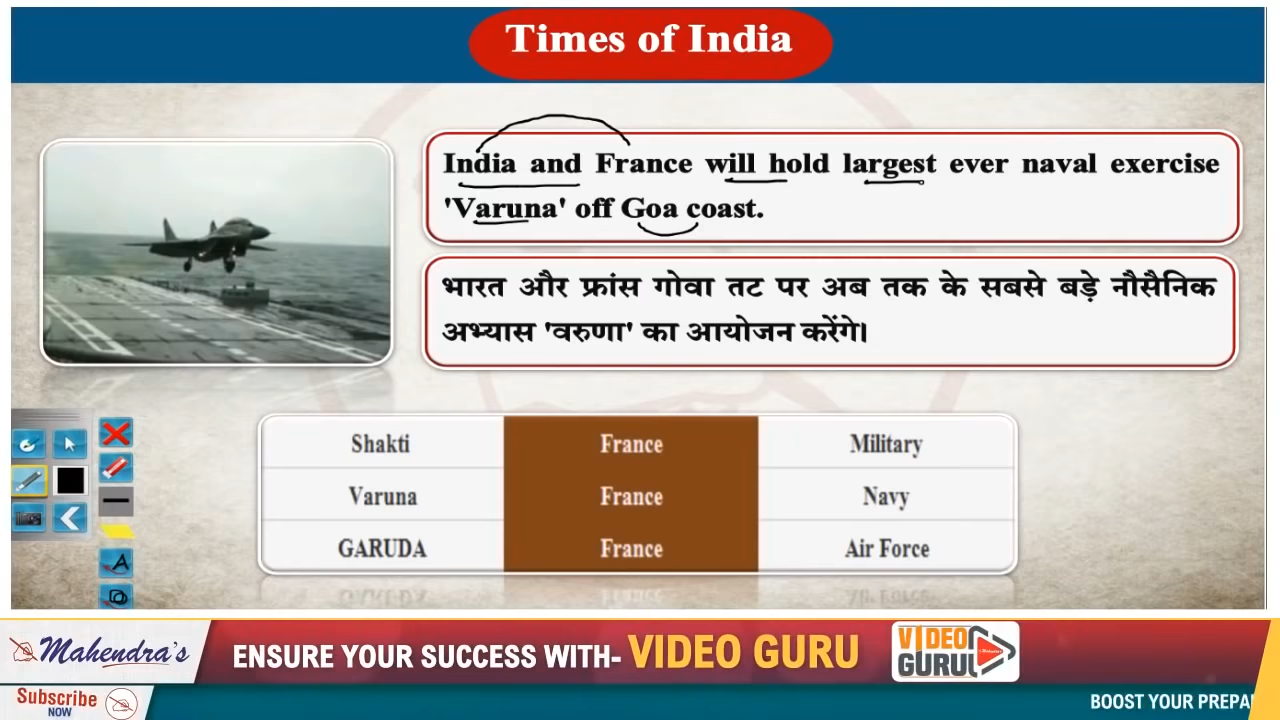 Times of India
India and France will hold largest ever naval exercise
'Varuna' off Goa coast.
भारत और फ्रांस गोवा तट पर अब तक के सबसे बड़े नौसैनिक
अभ्यास 'वरुणा' का आयोजन करेंगे।
Shakti France Military
Varuna France Navy
GARUDA France Air Force
Mahendra's
ENSURE YOUR SUCCESS WITH- VIDEO GURU
VIDEO
GURU
Subscribe
NOW
BOOST YOUR PREPA